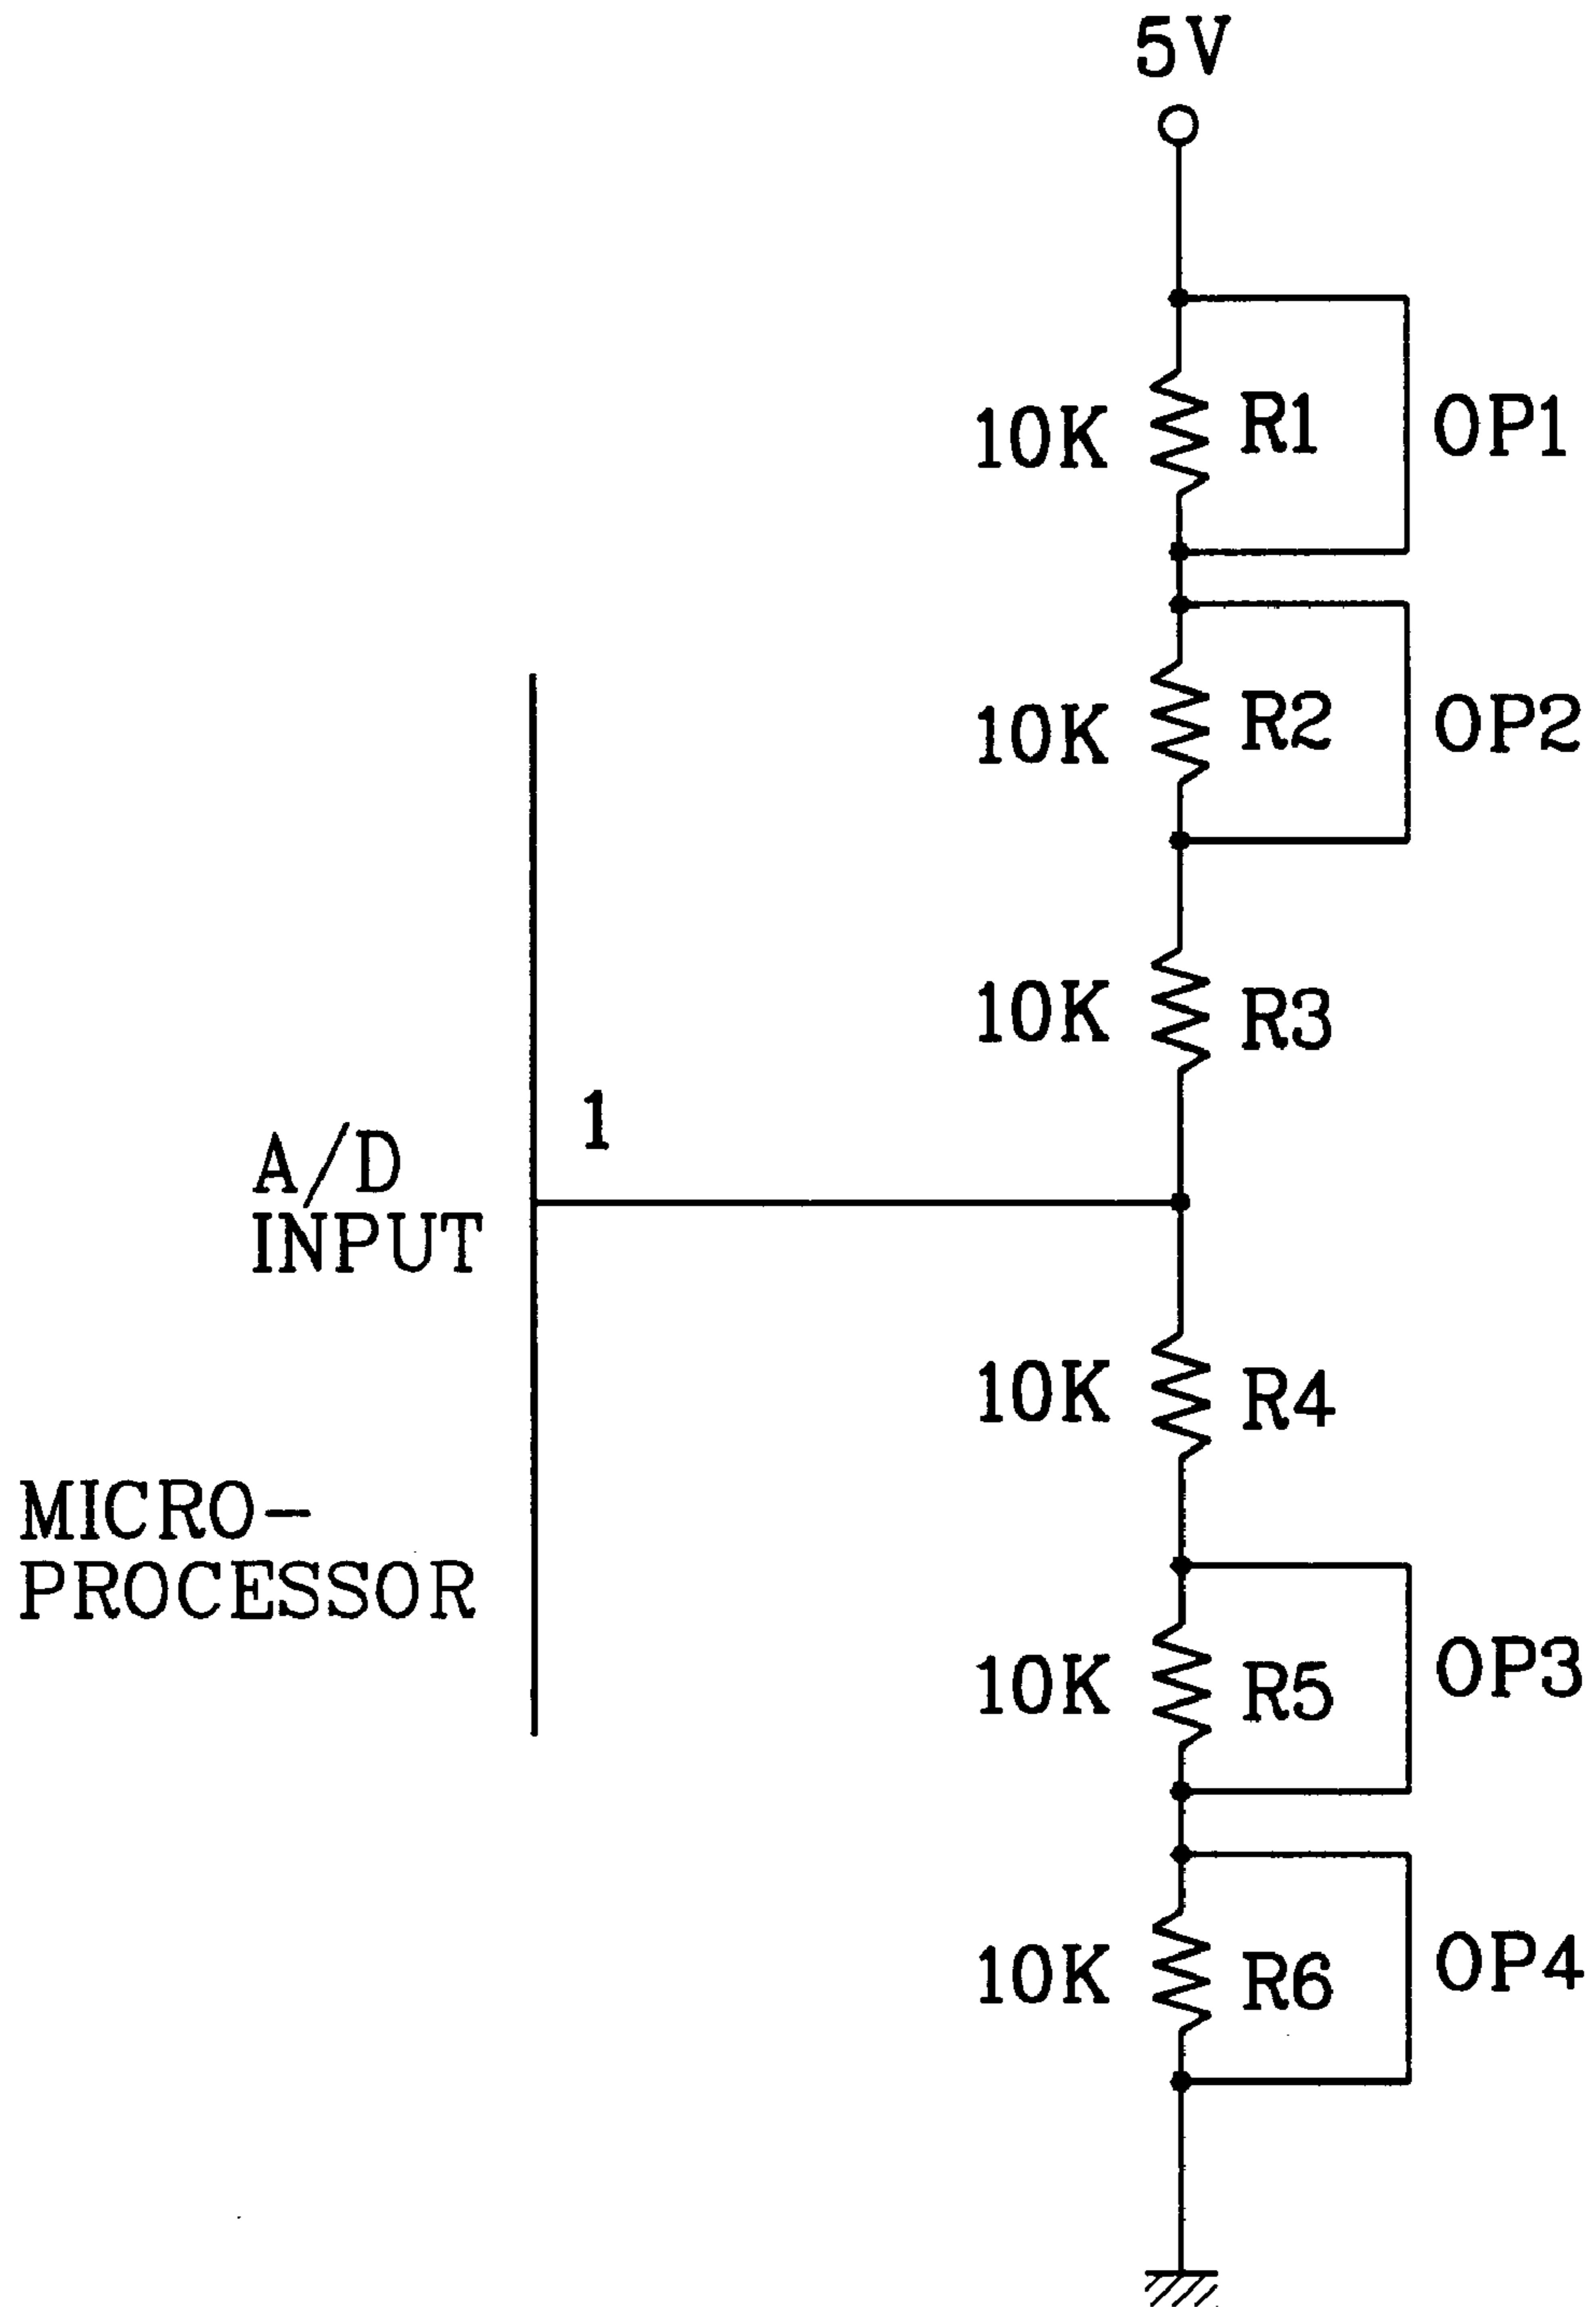 5V
10K R1 OP1
10K R2 OP2
10K R3
1
A/D
INPUT
10K R4
MICRO-
PROCESSOR
10K R5 OP3
10K R6 OP4